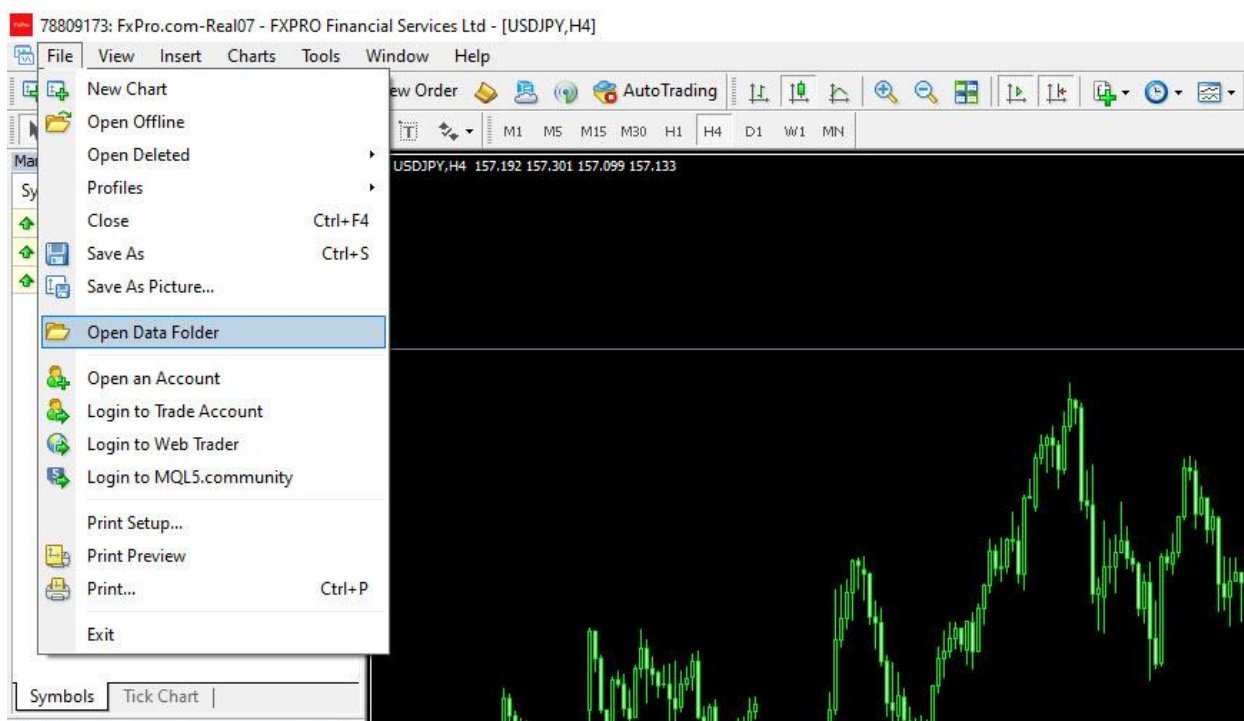 78809173: FxPro.com-Real07 - FXPRO Financial Services Ltd - [USDJPY,H4]
File View Insert Charts Tools Window Help
ew Order AutoTrading
T M1 M5 M15 M30 H1 H4 D1 W1 MN
Mar
Sy
New Chart
Open Offline
Open Deleted
Profiles
Close Ctrl+F4
Save As Ctrl+S
Save As Picture...
Open Data Folder
Open an Account
Login to Trade Account
Login to Web Trader
Login to MQL5.community
Print Setup...
Print Preview
Print... Ctrl+P
Exit
USDJPY,H4 157.192 157.301 157.099 157.133
Symbols Tick Chart